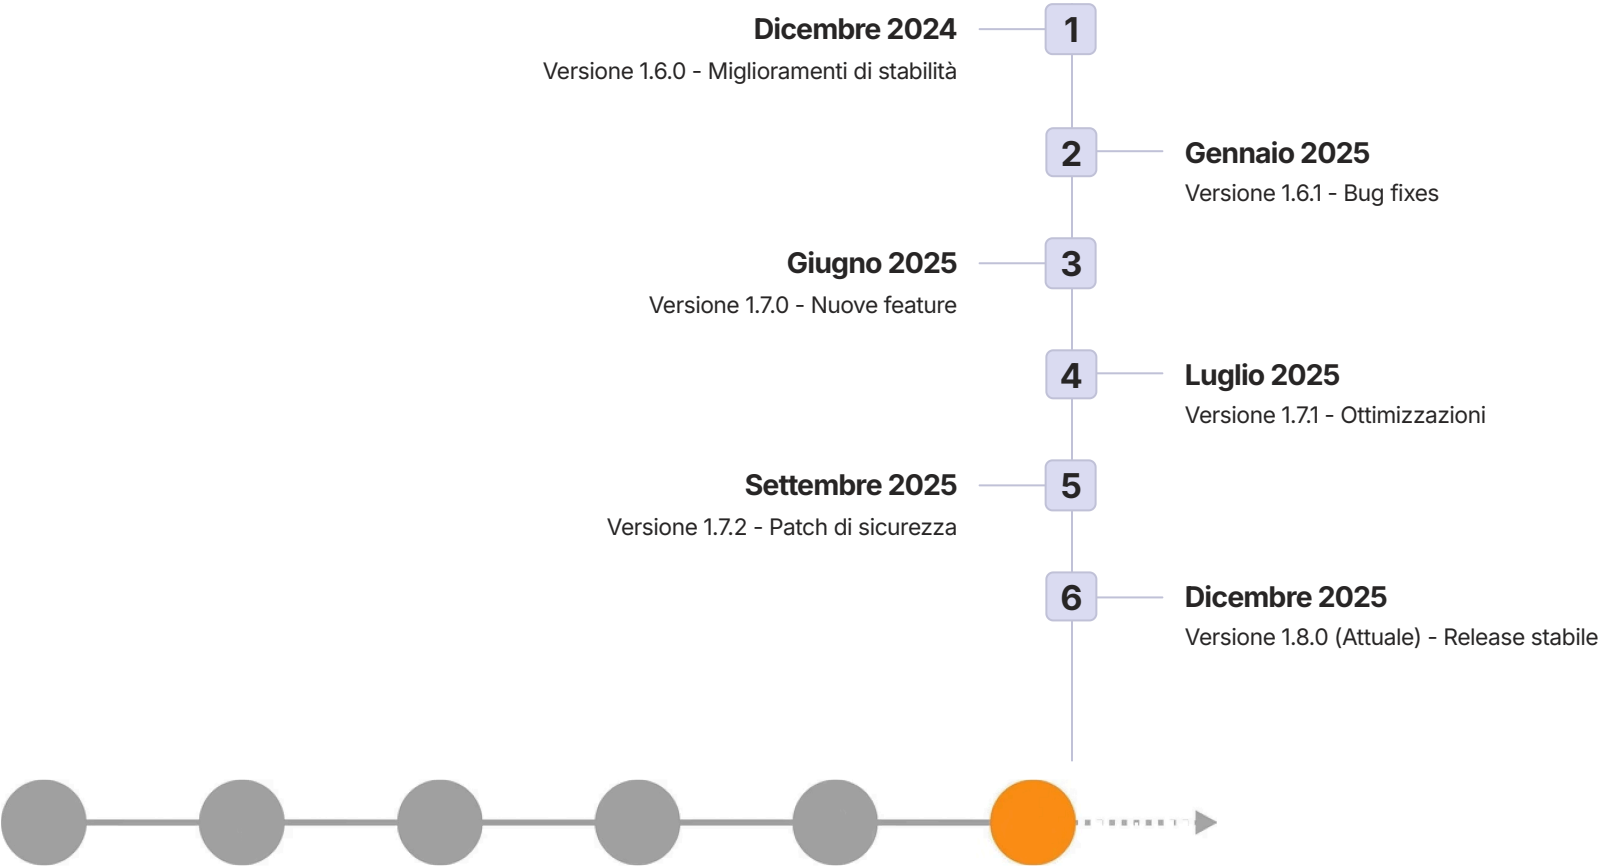 1
Dicembre 2024
Versione 1.6.0 - Miglioramenti di stabilità
2
Gennaio 2025
Versione 1.6.1 - Bug fixes
3
Giugno 2025
Versione 1.7.0 - Nuove feature
4
Luglio 2025
Versione 1.7.1 - Ottimizzazioni
5
Settembre 2025
Versione 1.7.2 - Patch di sicurezza
6
Dicembre 2025
Versione 1.8.0 (Attuale) - Release stabile